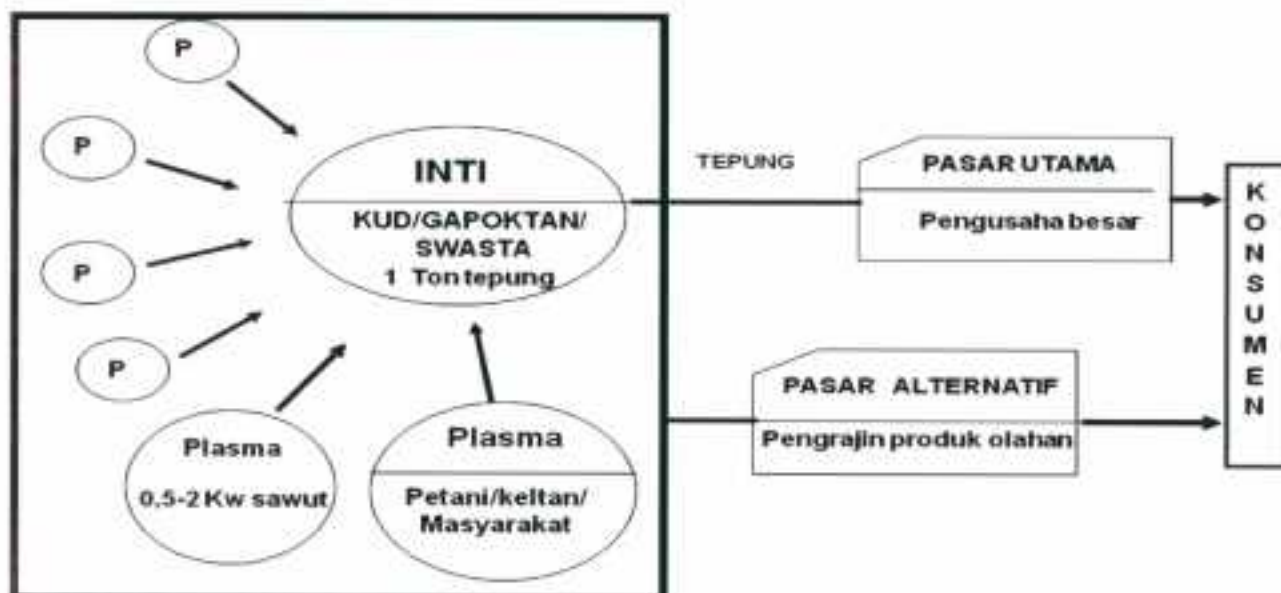 P
P
P
P
INTI
KUD/GAPOKTAN/
SWASTA
1 Ton tepung
Plasma
0,5-2 Kw sawut
Plasma
Petani/keltan/
Masyarakat
TEPUNG
PASAR UTAMA
Pengusaha besar
PASAR ALTERNATIF
Pengrajin produk olahan
KONSUMEN